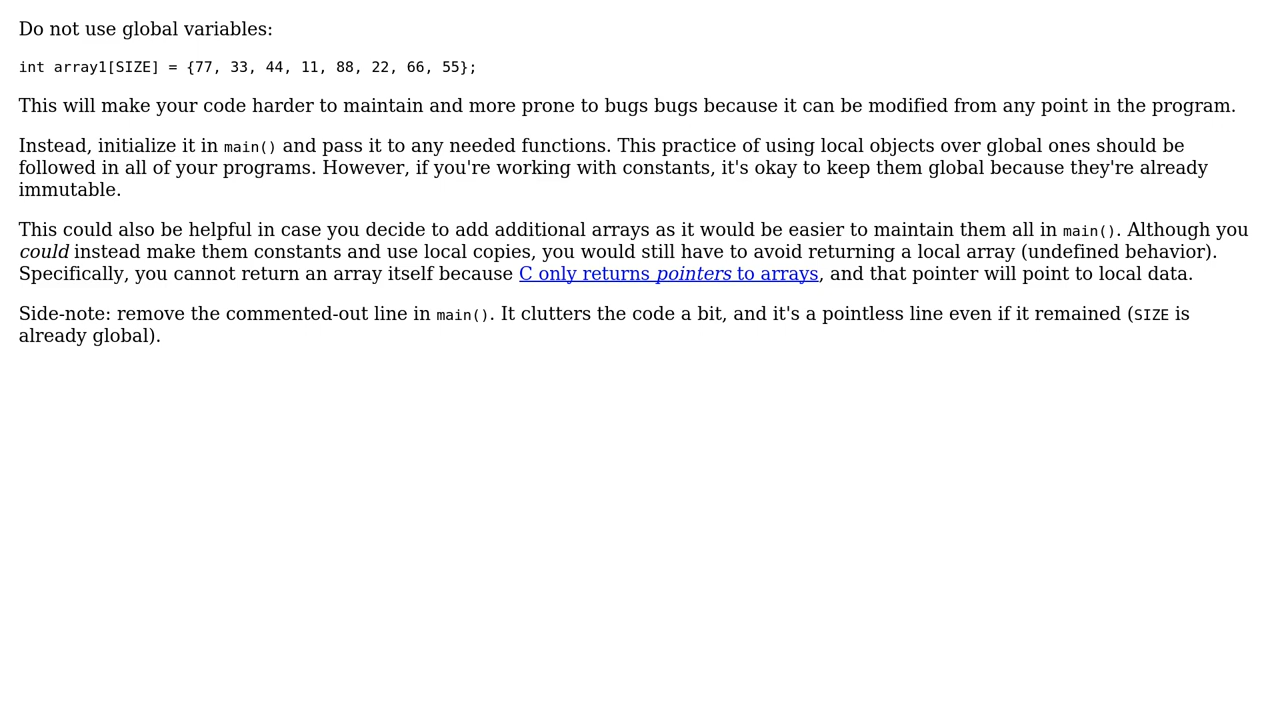 Do not use global variables:
int array1[SIZE] = {77, 33, 44, 11, 88, 22, 66, 55};
This will make your code harder to maintain and more prone to bugs bugs because it can be modified from any point in the program.
Instead, initialize it in main() and pass it to any needed functions. This practice of using local objects over global ones should be
followed in all of your programs. However, if you're working with constants, it's okay to keep them global because they're already
immutable.
This could also be helpful in case you decide to add additional arrays as it would be easier to maintain them all in main(). Although you
could instead make them constants and use local copies, you would still have to avoid returning a local array (undefined behavior).
Specifically, you cannot return an array itself because C only returns pointers to arrays, and that pointer will point to local data.
Side-note: remove the commented-out line in main(). It clutters the code a bit, and it's a pointless line even if it remained (SIZE is
already global).